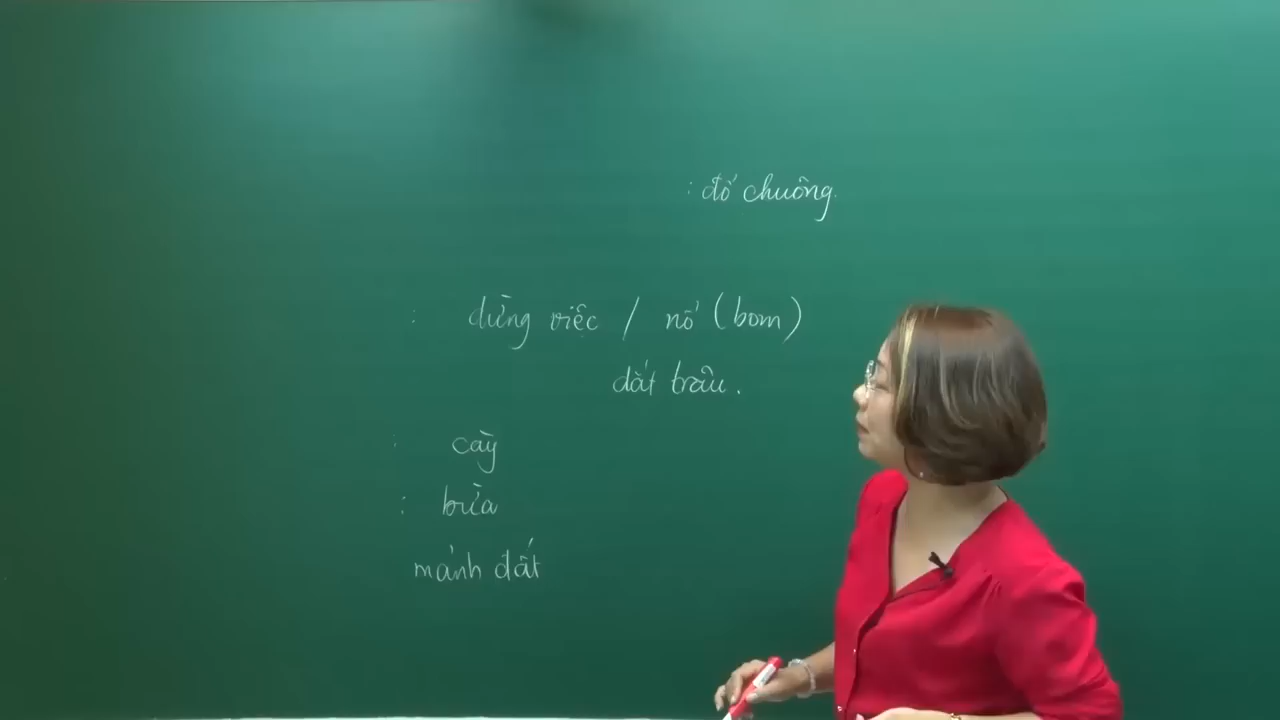 : đổ chuông.
: dừng việc / nổ (bom)
dắt trâu.
: cày
: bừa
mảnh đất